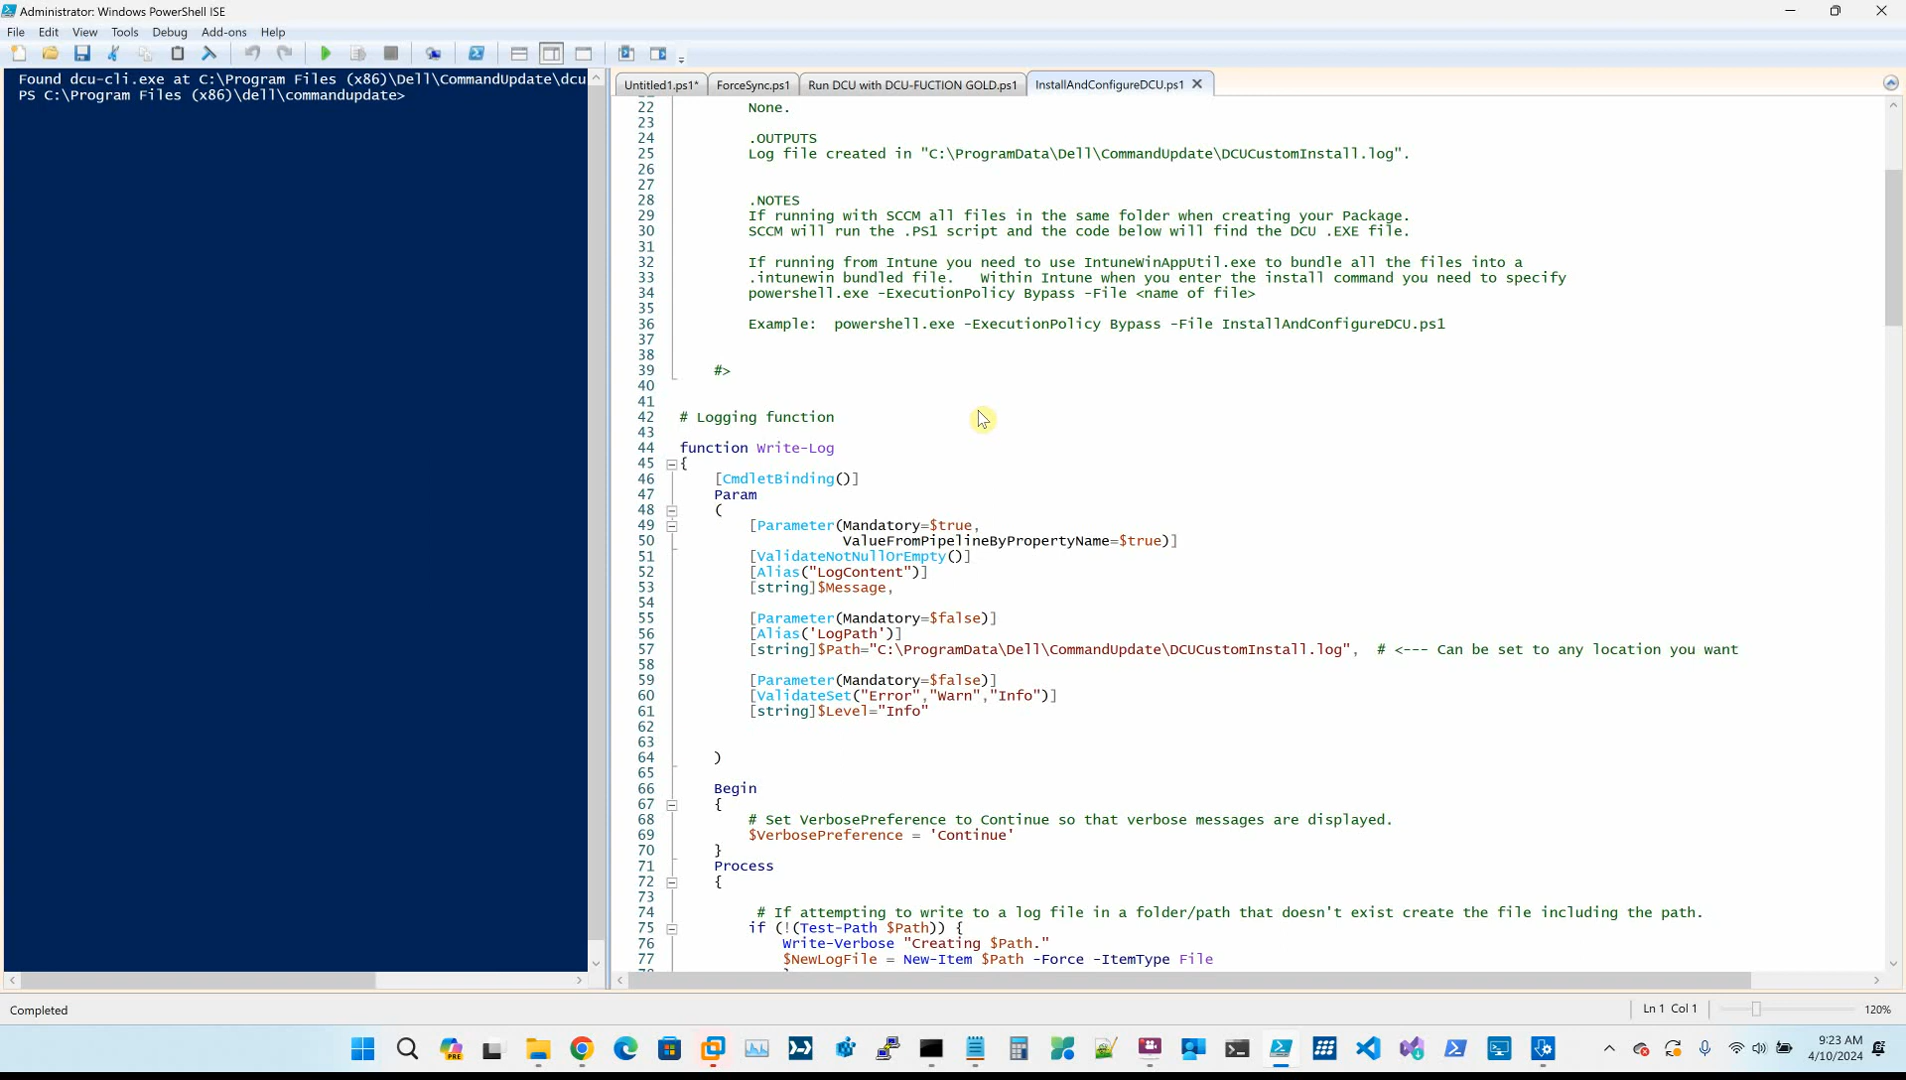 Administrator: Windows PowerShell ISE
File Edit View Tools Debug Add-ons Help
Found dcu-cli.exe at C:\Program Files (x86)\Dell\CommandUpdate\dcu
PS C:\Program Files (x86)\dell\commandupdate>
Untitled1.ps1* ForceSync.ps1 Run DCU with DCU-FUCTION GOLD.ps1 InstallAndConfigureDCU.ps1
22 None.
23
24 .OUTPUTS
25 Log file created in "C:\ProgramData\Dell\CommandUpdate\DCUCustomInstall.log".
26
27
28 .NOTES
29 If running with SCCM all files in the same folder when creating your Package.
30 SCCM will run the .PS1 script and the code below will find the DCU .EXE file.
31
32 If running from Intune you need to use IntuneWinAppUtil.exe to bundle all the files into a
33 .intunewin bundled file.   Within Intune when you enter the install command you need to specify
34 powershell.exe -ExecutionPolicy Bypass -File <name of file>
35
36 Example:  powershell.exe -ExecutionPolicy Bypass -File InstallAndConfigureDCU.ps1
37
38
39 #>
40
41
42 # Logging function
43
44 function Write-Log
45 {
46 [CmdletBinding()]
47 Param
48 (
49 [Parameter(Mandatory=$true,
50 ValueFromPipelineByPropertyName=$true)]
51 [ValidateNotNullOrEmpty()]
52 [Alias("LogContent")]
53 [string]$Message,
54
55 [Parameter(Mandatory=$false)]
56 [Alias('LogPath')]
57 [string]$Path="C:\ProgramData\Dell\CommandUpdate\DCUCustomInstall.log",  # <--- Can be set to any location you want
58
59 [Parameter(Mandatory=$false)]
60 [ValidateSet("Error","Warn","Info")]
61 [string]$Level="Info"
62
63
64 )
65
66 Begin
67 {
68 # Set VerbosePreference to Continue so that verbose messages are displayed.
69 $VerbosePreference = 'Continue'
70 }
71 Process
72 {
73
74 # If attempting to write to a log file in a folder/path that doesn't exist create the file including the path.
75 if (!(Test-Path $Path)) {
76 Write-Verbose "Creating $Path."
77 $NewLogFile = New-Item $Path -Force -ItemType File
Completed
Ln 1 Col 1
120%
PRE
9:23 AM
4/10/2024